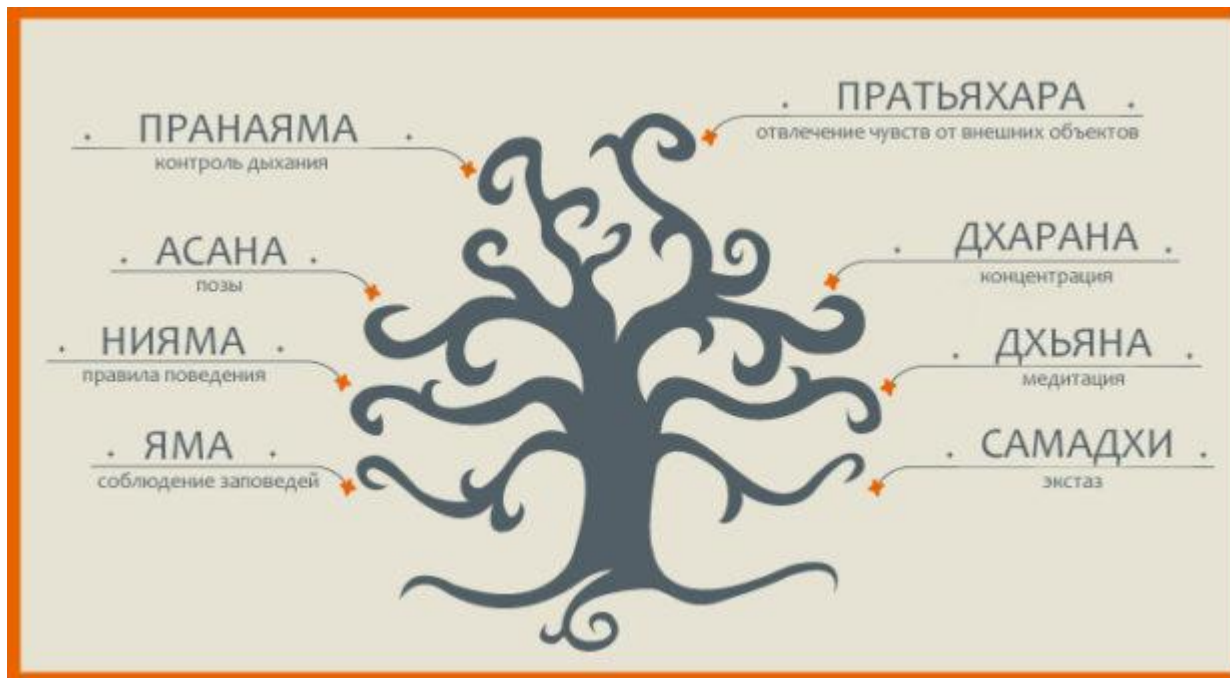 ПРАНАЯМА
контроль дыхания
АСАНА
позы
НИЯМА
правила поведения
ЯМА
соблюдение заповедей
ПРАТЬЯХАРА
отвлечение чувств от внешних объектов
ДХАРАНА
концентрация
ДХЬЯНА
медитация
САМАДХИ
экстаз